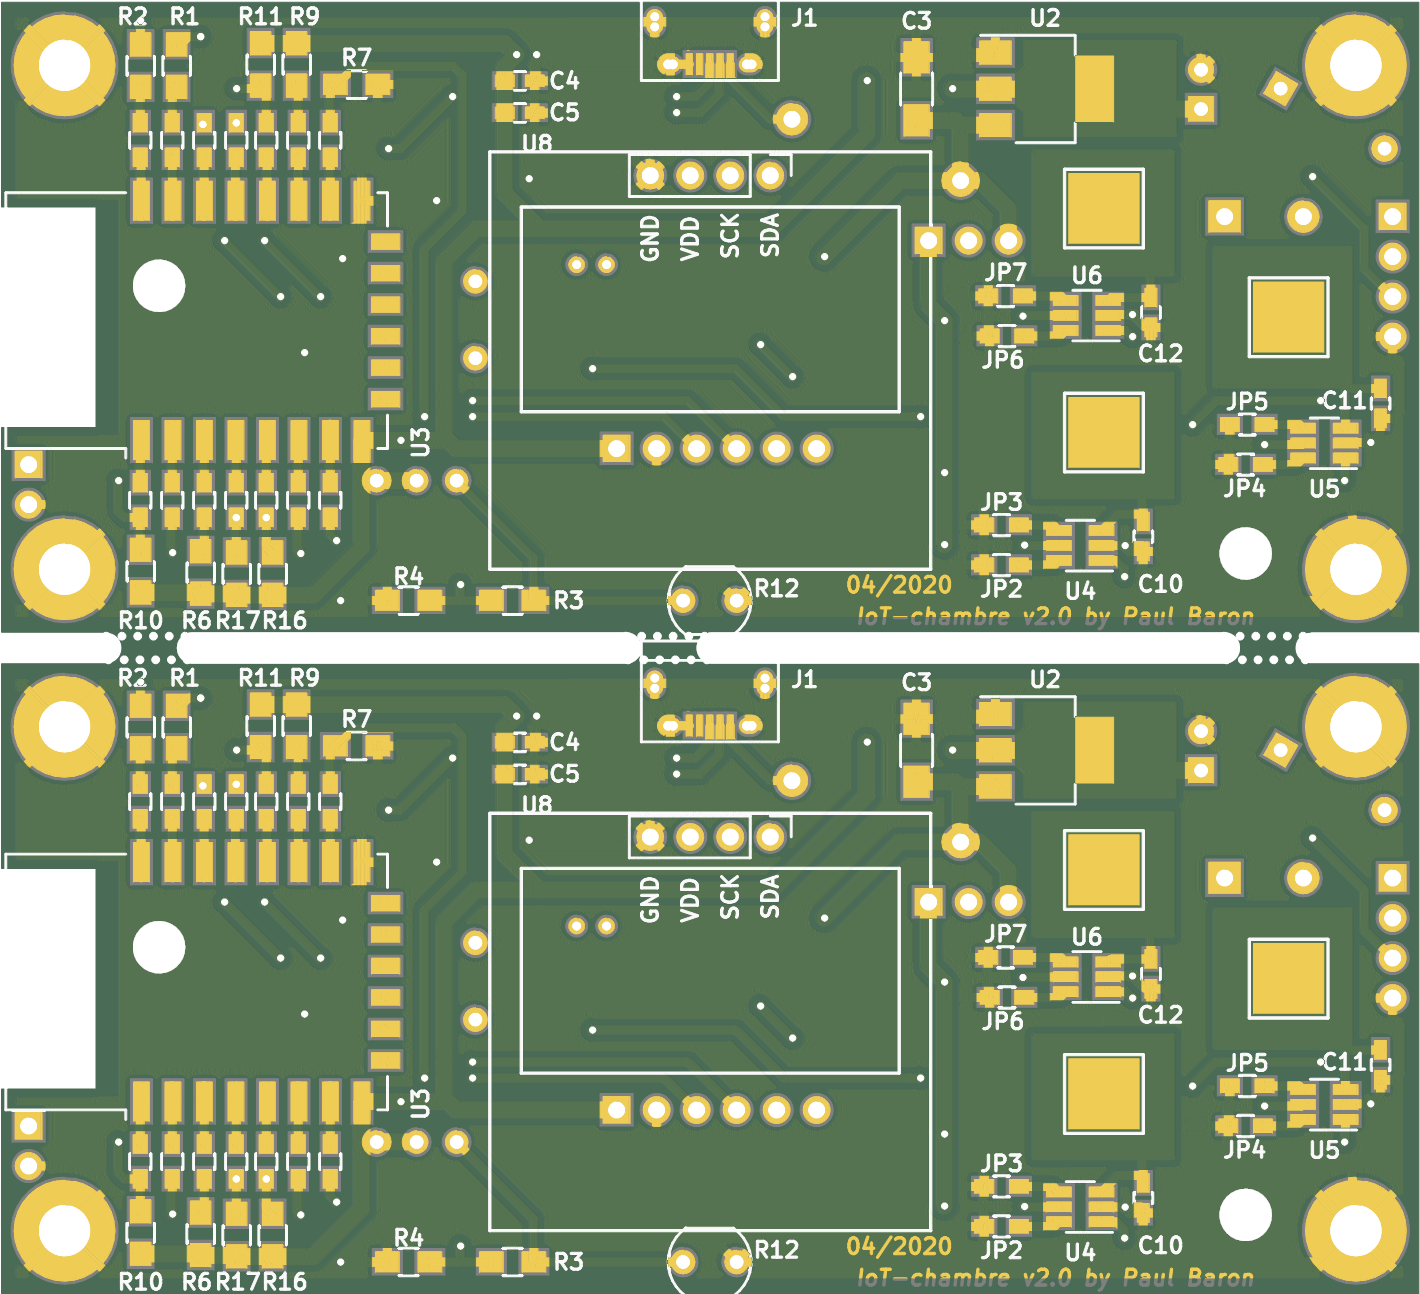 R2 R1 R11 R9 J1 C3 U2
R7
C4
C5
U8
GND VDD SCK SDA
JP7 U6
JP6 C12
JP5 C11
U3
JP4 U5
JP3
R4 R3 R12 04/2020 JP2 U4 C10
R10 R6 R17 R16 IoT-chambre v2.0 by Paul Baron
R2 R1 R11 R9 J1 C3 U2
R7
C4
C5
U8
GND VDD SCK SDA
JP7 U6
JP6 C12
JP5 C11
U3
JP4 U5
JP3
R4 R3 R12 04/2020 JP2 U4 C10
R10 R6 R17 R16 IoT-chambre v2.0 by Paul Baron